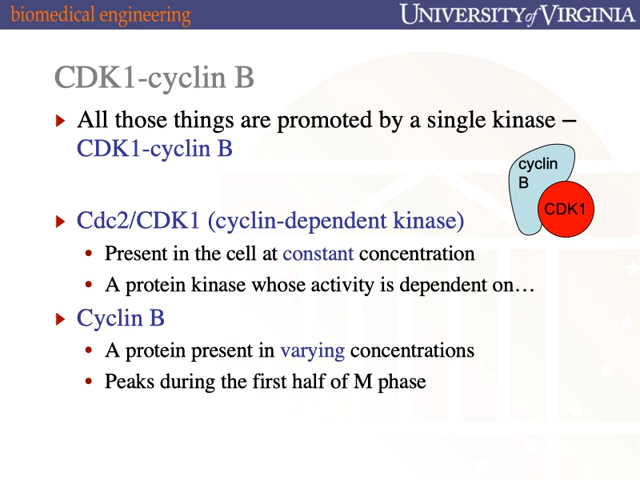 biomedical engineering
UNIVERSITY of VIRGINIA
CDK1-cyclin B
All those things are promoted by a single kinase –
CDK1-cyclin B
cyclin
B
CDK1
Cdc2/CDK1 (cyclin-dependent kinase)
• Present in the cell at constant concentration
• A protein kinase whose activity is dependent on…
Cyclin B
• A protein present in varying concentrations
• Peaks during the first half of M phase